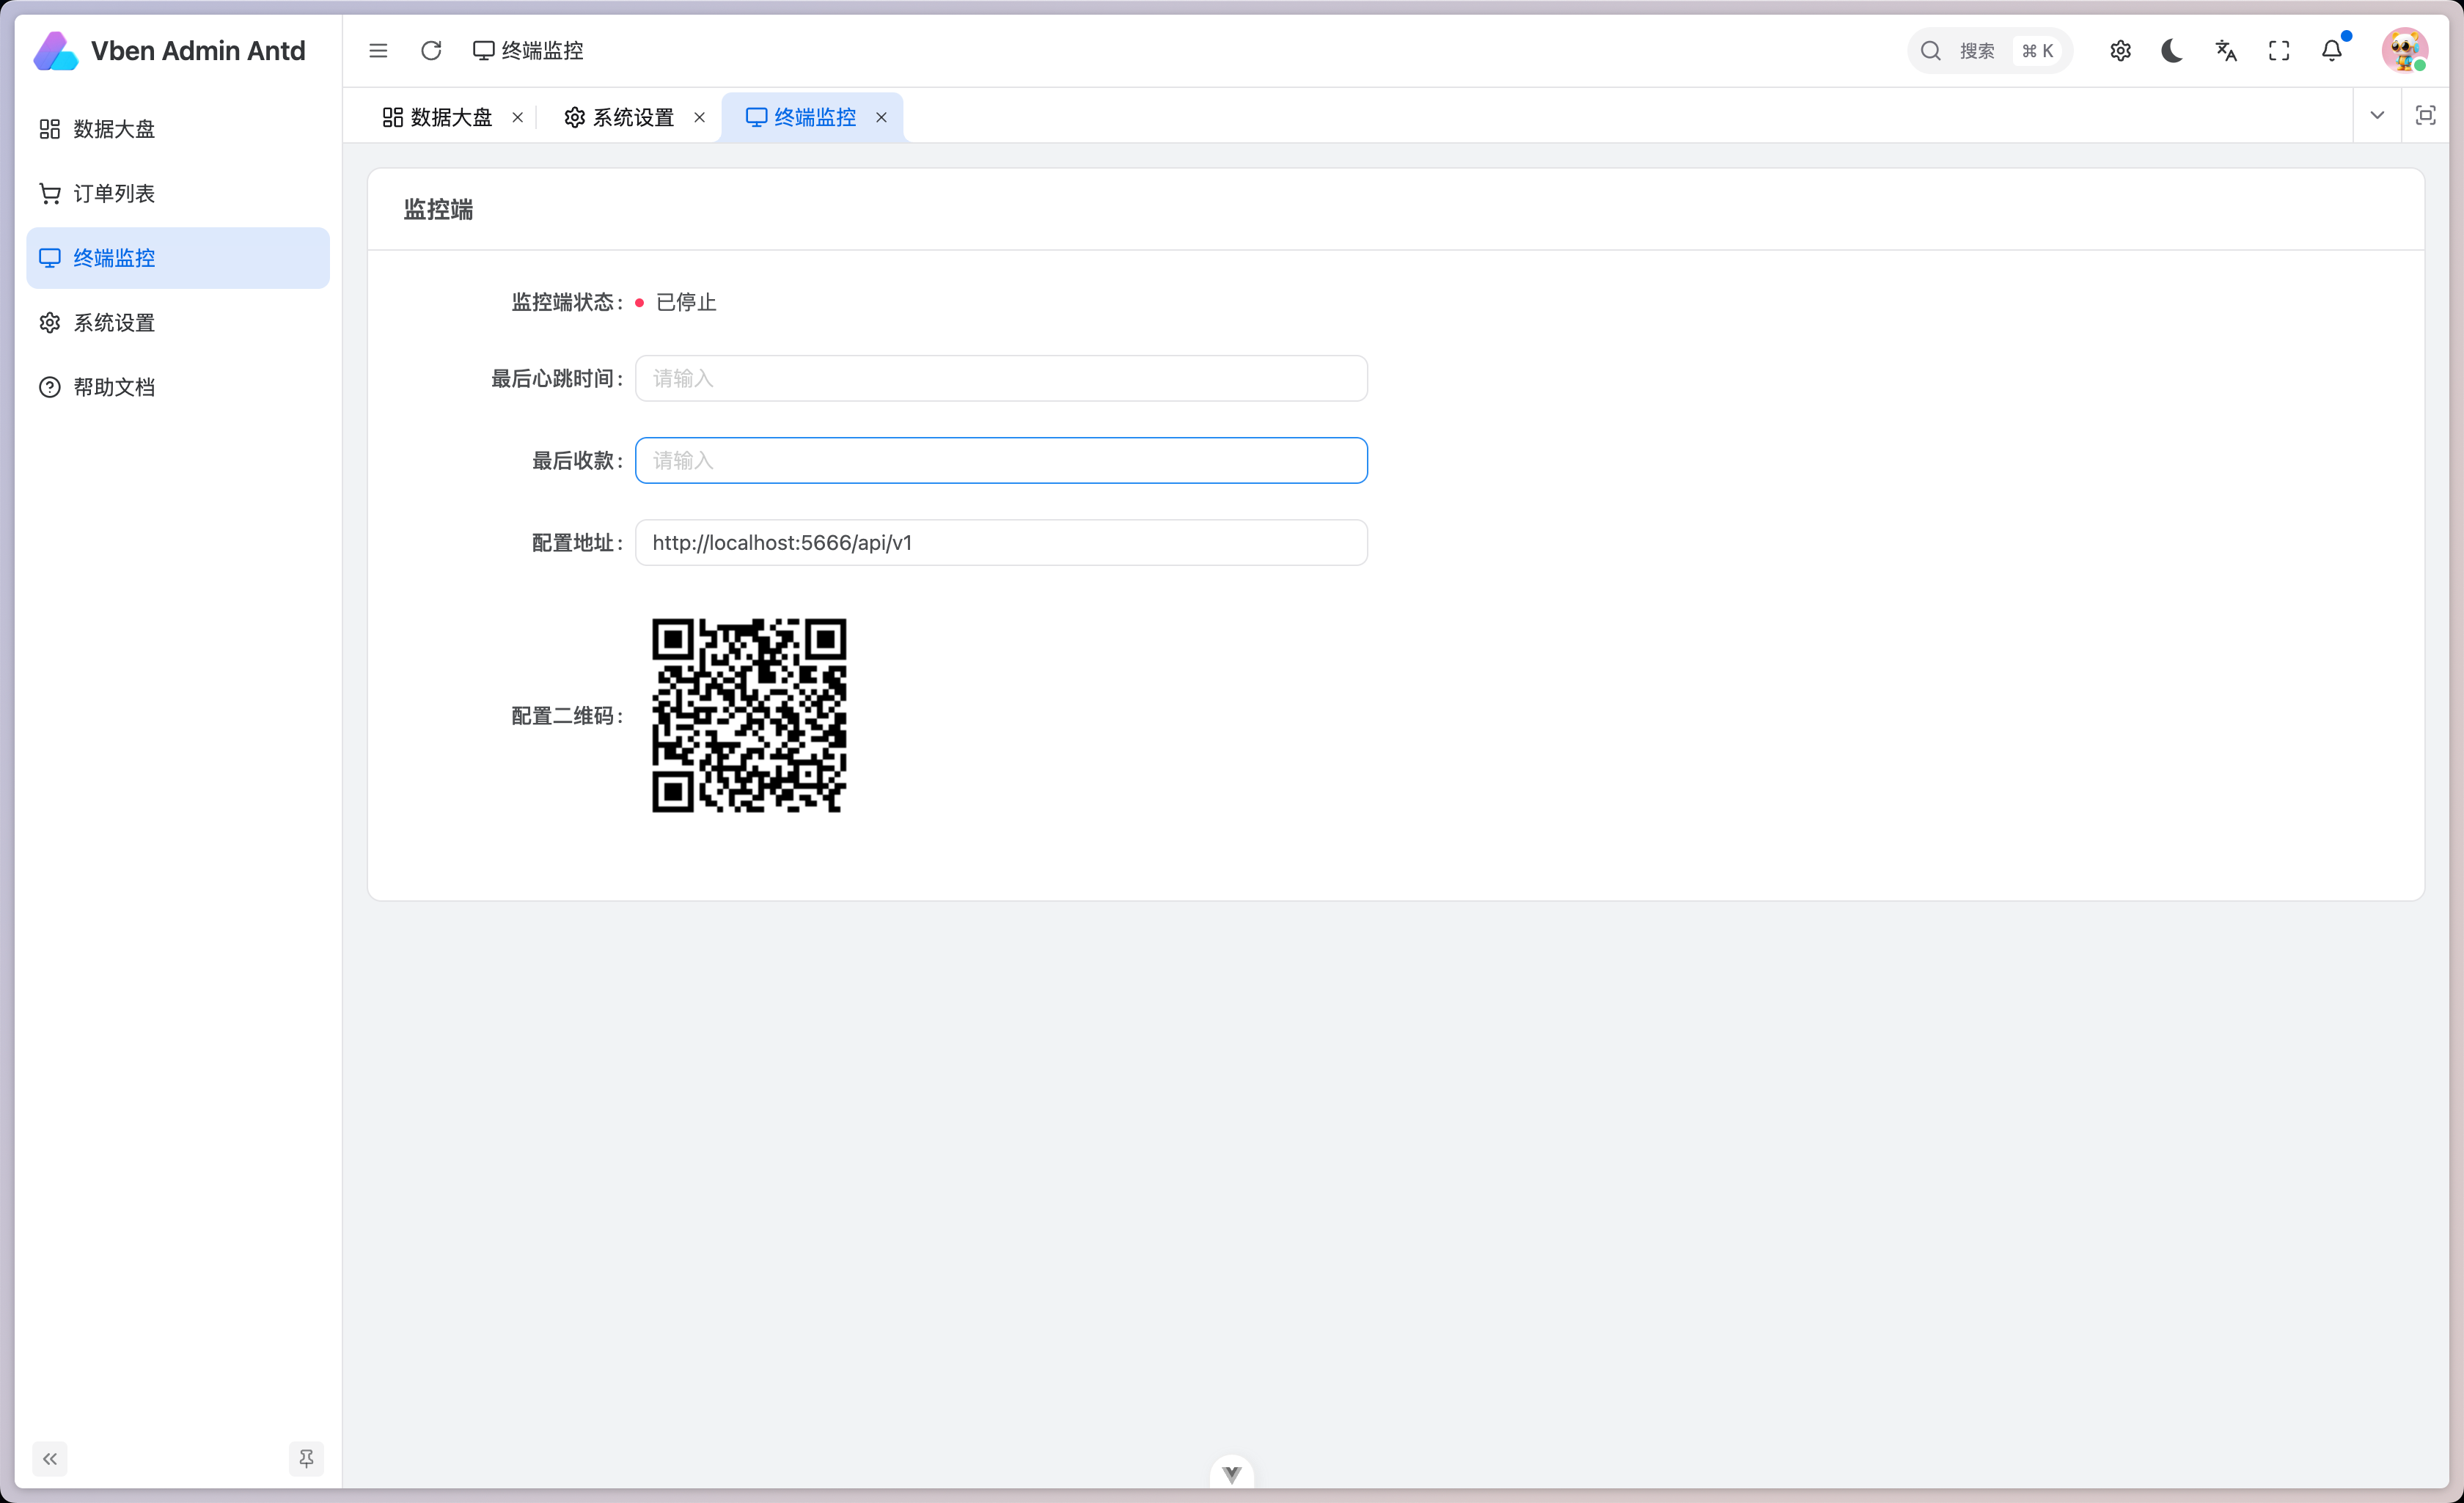 Vben Admin Antd
终端监控
搜索 ⌘ K
数据大盘
系统设置
终端监控
数据大盘
订单列表
终端监控
系统设置
帮助文档
监控端
监控端状态: 已停止
最后心跳时间: 请输入
最后收款: 请输入
配置地址: http://localhost:5666/api/v1
配置二维码: